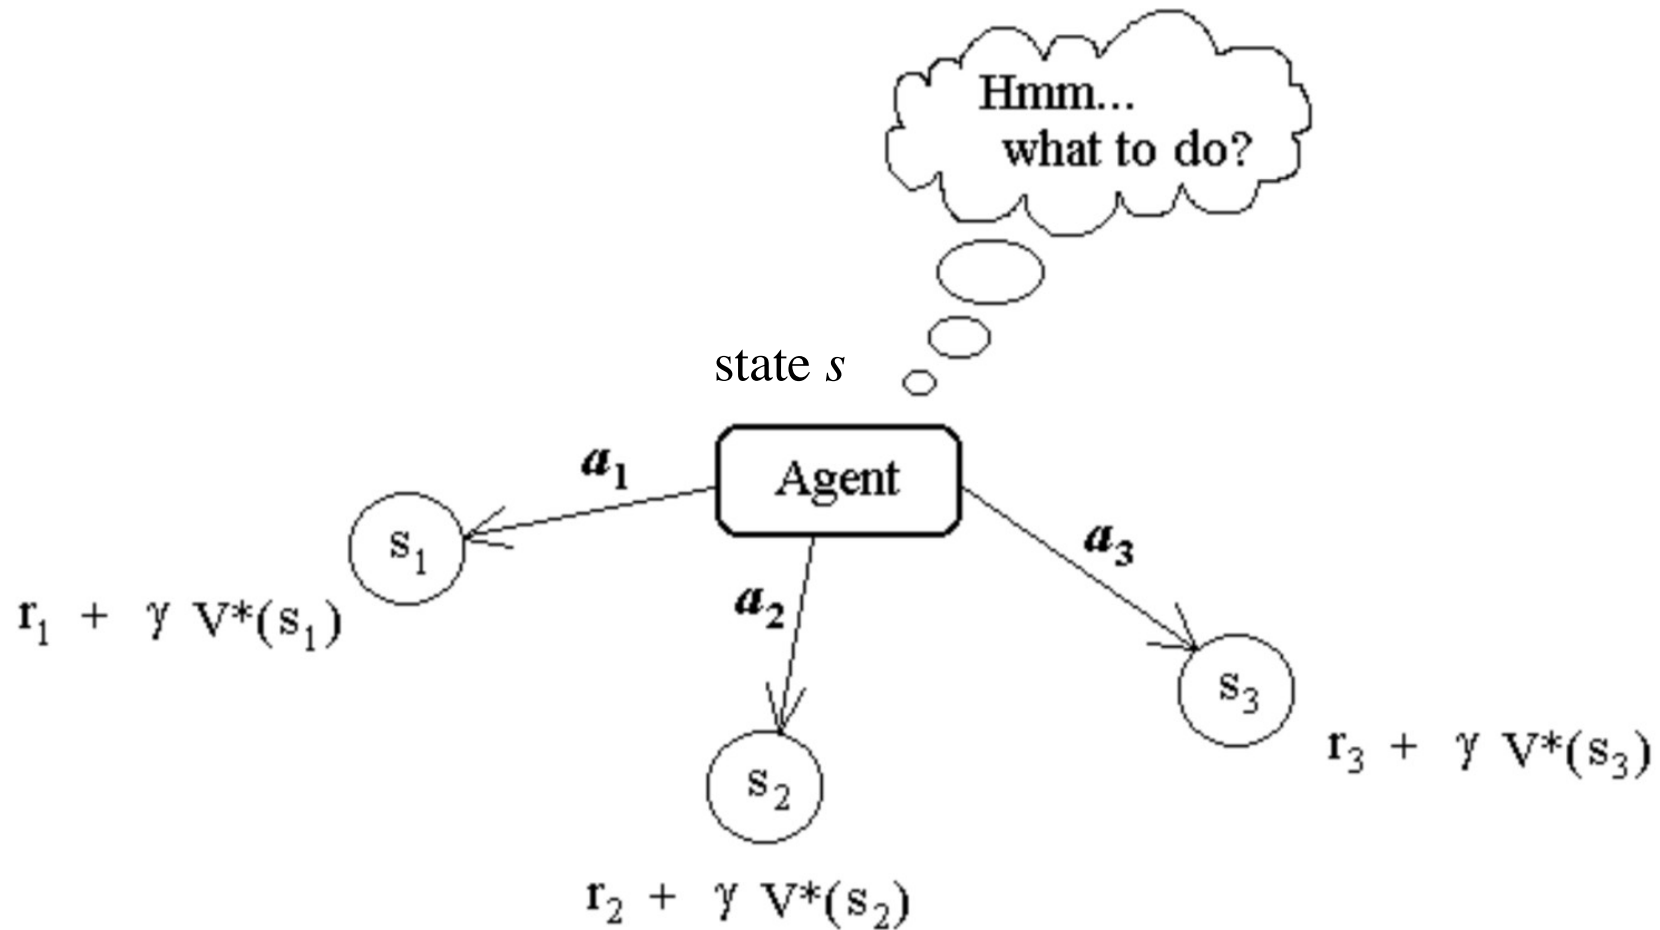 Hmm...
what to do?
state s
Agent
a₁
a₂
a₃
s₁
r₁ + γ V*(s₁)
s₂
r₂ + γ V*(s₂)
s₃
r₃ + γ V*(s₃)